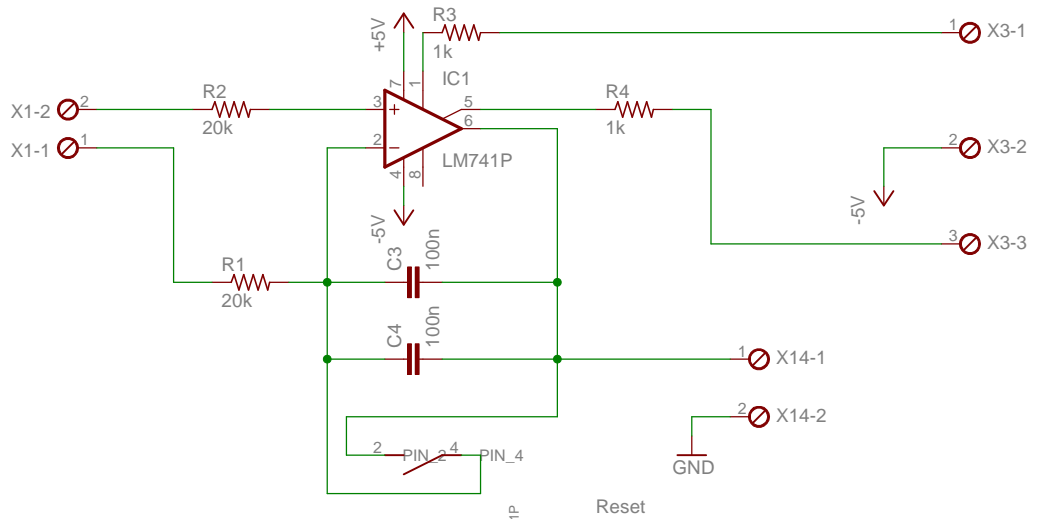 +5V
R3
1k
1
X3-1
7
1
IC1
X1-2
2
R2
20k
3
+
5
R4
1k
6
X1-1
1
2
−
LM741P
4
8
-5V
2
X3-2
-5V
3
X3-3
R1
20k
C3
100n
C4
100n
1
X14-1
2
X14-2
GND
2
PIN_2
4
PIN_4
Reset